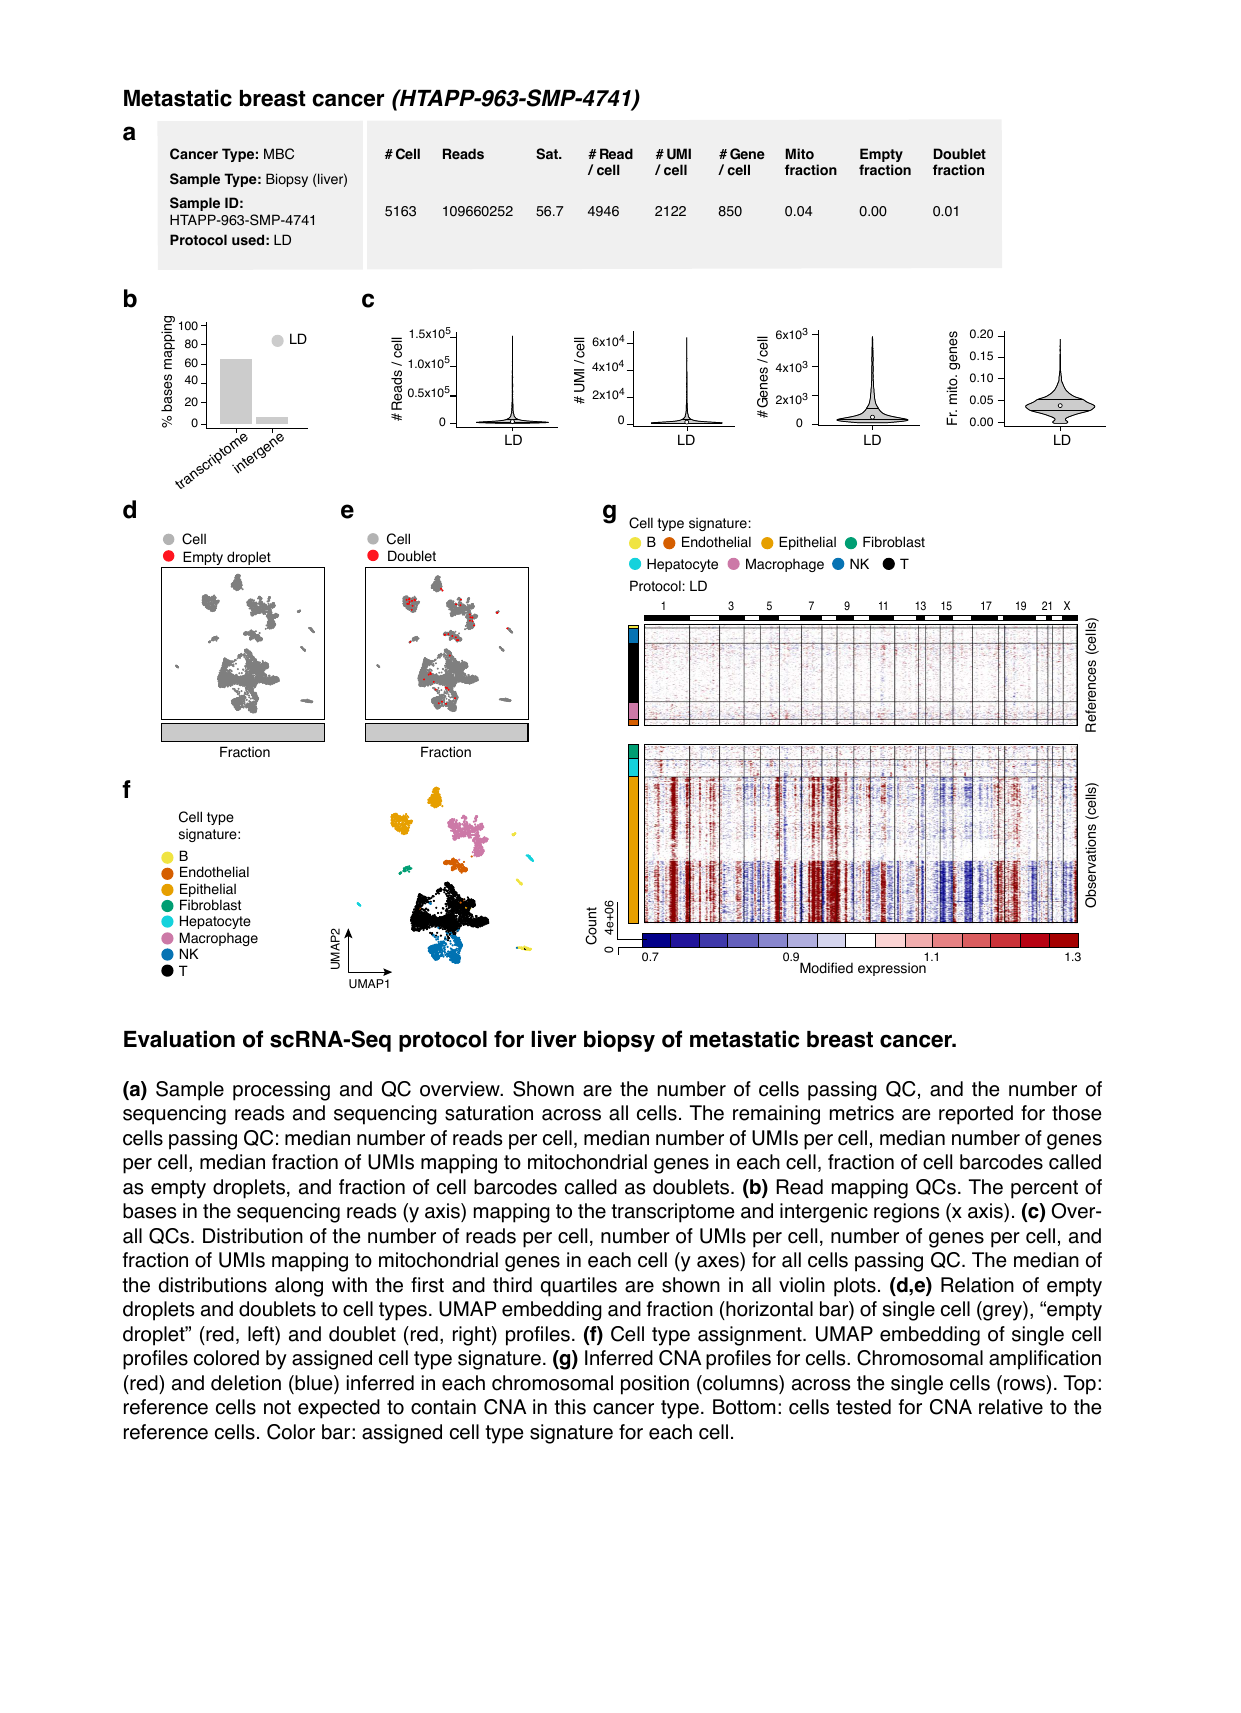 Metastatic breast cancer (HTAPP-963-SMP-4741)
a
Cancer Type: MBC
Sample Type: Biopsy (liver)
Sample ID:
HTAPP-963-SMP-4741
Protocol used: LD
# Cell Reads Sat. # Read / cell # UMI / cell # Gene / cell Mito fraction Empty fraction Doublet fraction
5163 109660252 56.7 4946 2122 850 0.04 0.00 0.01
b
% bases mapping
100
80
60
40
20
0
LD
transcriptome
intergene
c
# Reads / cell
1.5x10⁵
1.0x10⁵
0.5x10⁵
0
LD
# UMI / cell
6x10⁴
4x10⁴
2x10⁴
0
LD
# Genes / cell
6x10³
4x10³
2x10³
0
LD
Fr. mito. genes
0.20
0.15
0.10
0.05
0.00
LD
d
Cell
Empty droplet
Fraction
e
Cell
Doublet
Fraction
f
Cell type
signature:
B
Endothelial
Epithelial
Fibroblast
Hepatocyte
Macrophage
NK
T
UMAP2
UMAP1
g
Cell type signature:
B Endothelial Epithelial Fibroblast
Hepatocyte Macrophage NK T
Protocol: LD
1 3 5 7 9 11 13 15 17 19 21 X
References (cells)
Observations (cells)
Count
0 4e+06
0.7 0.9 1.1 1.3
Modified expression
Evaluation of scRNA-Seq protocol for liver biopsy of metastatic breast cancer.
(a) Sample processing and QC overview. Shown are the number of cells passing QC, and the number of
sequencing reads and sequencing saturation across all cells. The remaining metrics are reported for those
cells passing QC: median number of reads per cell, median number of UMIs per cell, median number of genes
per cell, median fraction of UMIs mapping to mitochondrial genes in each cell, fraction of cell barcodes called
as empty droplets, and fraction of cell barcodes called as doublets. (b) Read mapping QCs. The percent of
bases in the sequencing reads (y axis) mapping to the transcriptome and intergenic regions (x axis). (c) Over-
all QCs. Distribution of the number of reads per cell, number of UMIs per cell, number of genes per cell, and
fraction of UMIs mapping to mitochondrial genes in each cell (y axes) for all cells passing QC. The median of
the distributions along with the first and third quartiles are shown in all violin plots. (d,e) Relation of empty
droplets and doublets to cell types. UMAP embedding and fraction (horizontal bar) of single cell (grey), “empty
droplet” (red, left) and doublet (red, right) profiles. (f) Cell type assignment. UMAP embedding of single cell
profiles colored by assigned cell type signature. (g) Inferred CNA profiles for cells. Chromosomal amplification
(red) and deletion (blue) inferred in each chromosomal position (columns) across the single cells (rows). Top:
reference cells not expected to contain CNA in this cancer type. Bottom: cells tested for CNA relative to the
reference cells. Color bar: assigned cell type signature for each cell.